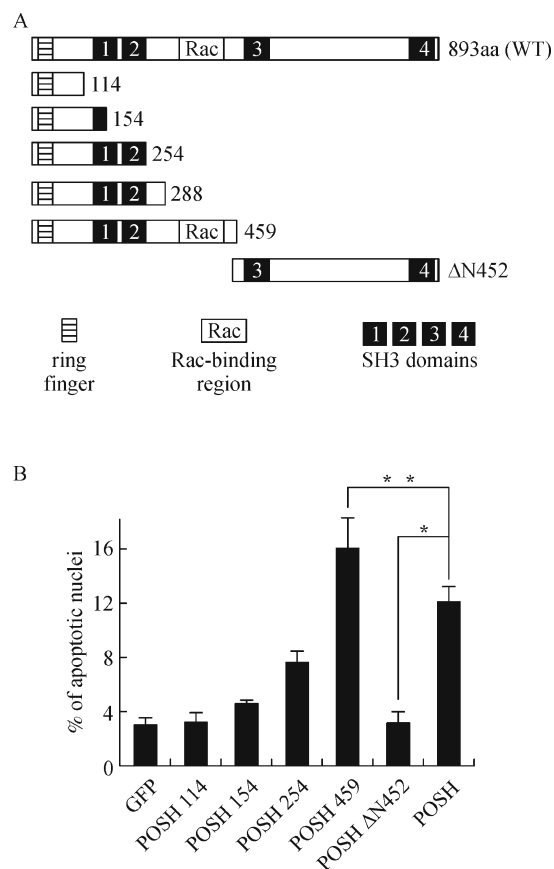 A
1 2 Rac 3 4 893aa (WT)
114
154
1 2 254
1 2 288
1 2 Rac 459
3 4 ΔN452
Rac 1 2 3 4
ring finger
Rac-binding region
SH3 domains
B
* *
*
% of apoptotic nuclei
16
12
8
4
0
GFP
POSH 114
POSH 154
POSH 254
POSH 459
POSH ΔN452
POSH